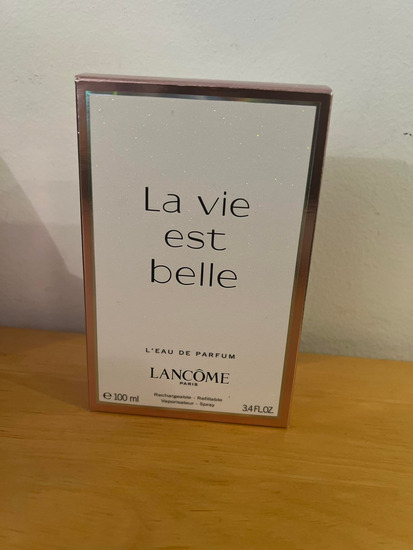 La vie
est
belle
L'EAU DE PARFUM
LANCÔME
PARIS
Rechargeable - Refillable
Vaporisateur - Spray
℮ 100 ml
3.4 FL.OZ.